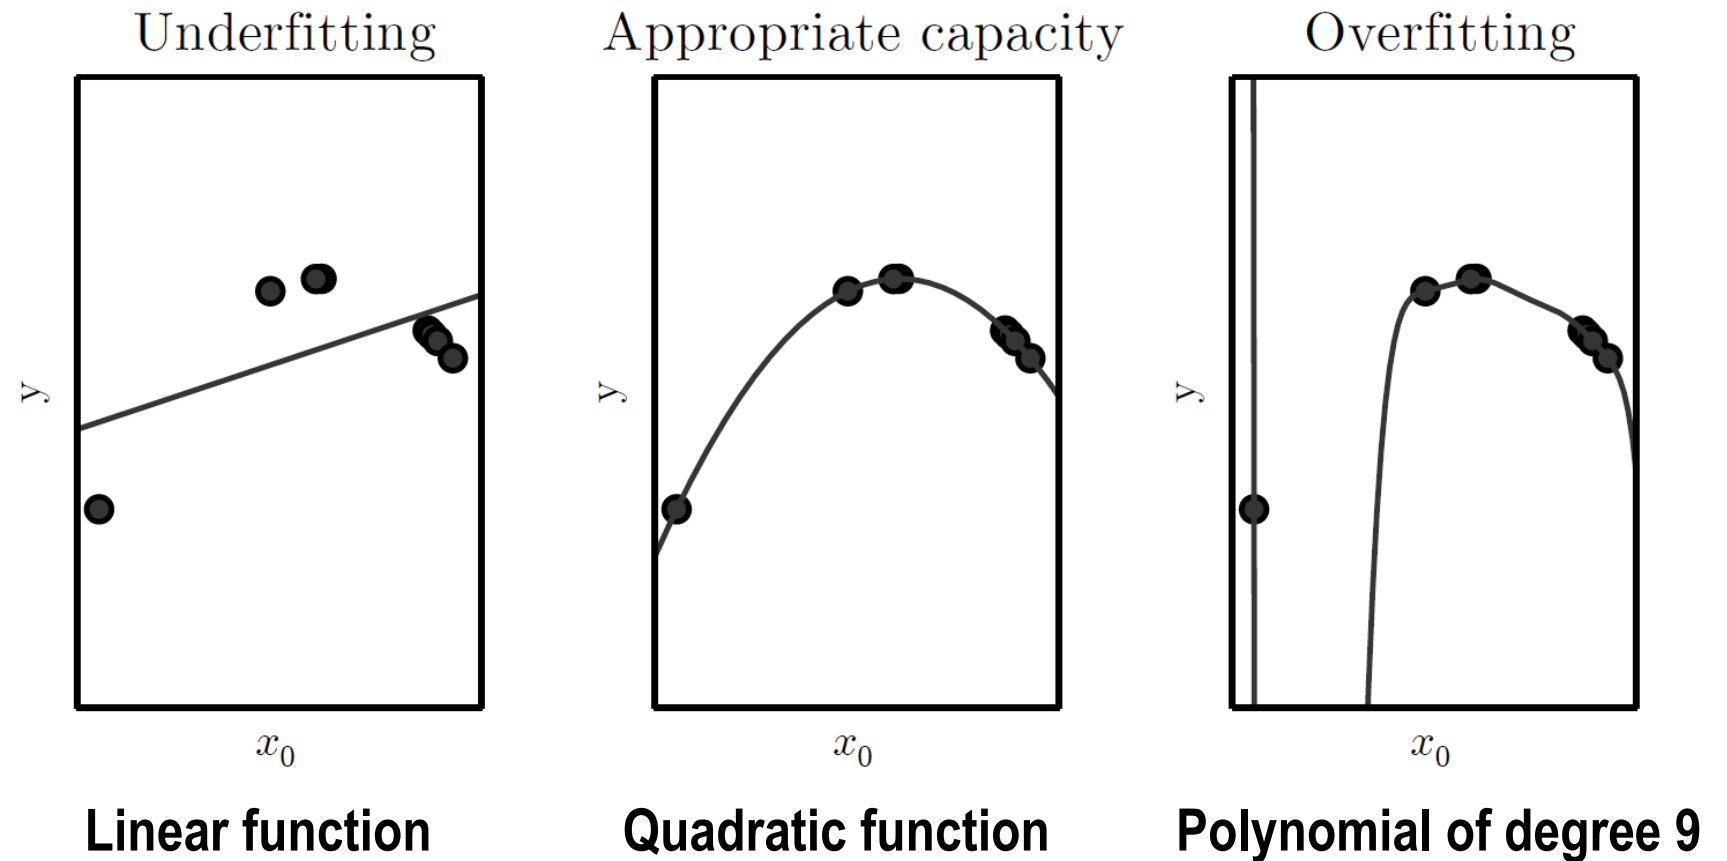 Underfitting
Appropriate capacity
Overfitting
y
y
y
x₀
x₀
x₀
Linear function
Quadratic function
Polynomial of degree 9